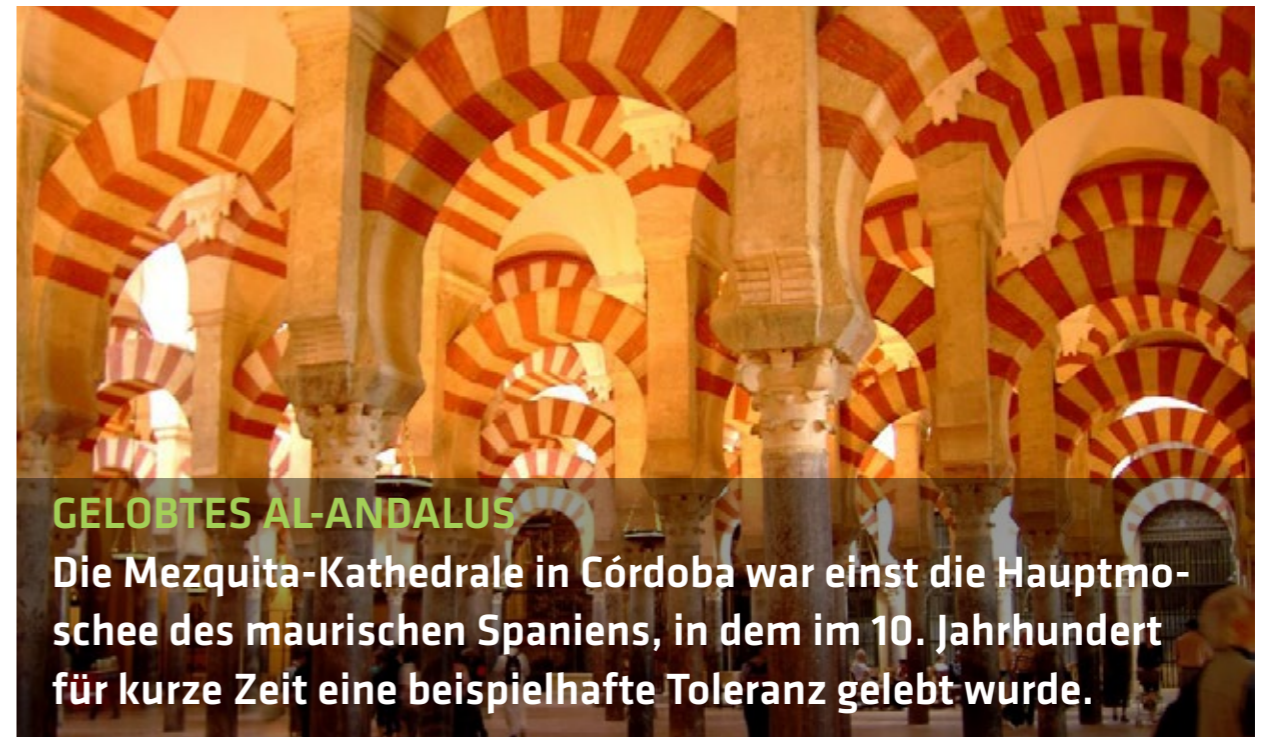 GELOBTES AL-ANDALUS
Die Mezquita-Kathedrale in Córdoba war einst die Hauptmo-
schee des maurischen Spaniens, in dem im 10. Jahrhundert
für kurze Zeit eine beispielhafte Toleranz gelebt wurde.